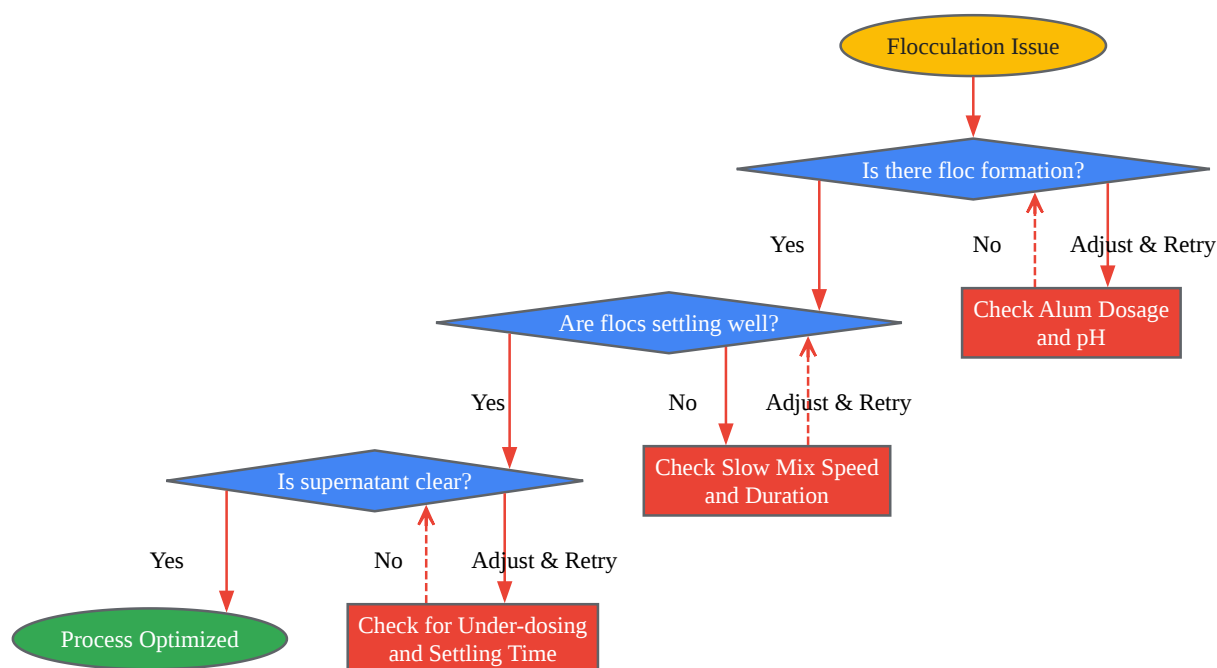 Flocculation Issue
Is there floc formation?
Yes
No
Adjust & Retry
Check Alum Dosage
and pH
Are flocs settling well?
Yes
No
Adjust & Retry
Check Slow Mix Speed
and Duration
Is supernatant clear?
Yes
No
Adjust & Retry
Process Optimized
Check for Under-dosing
and Settling Time